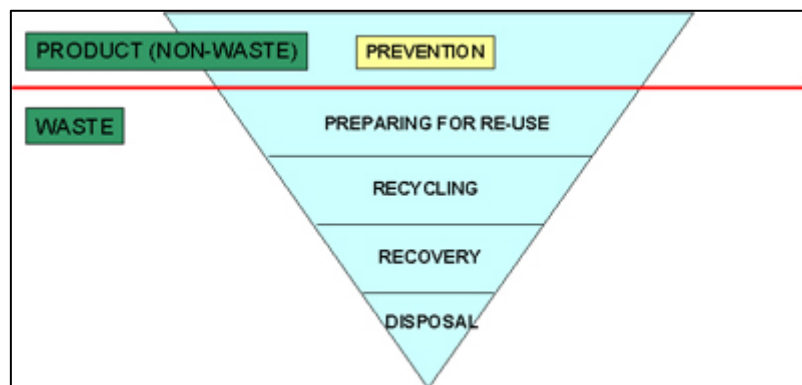 PRODUCT (NON-WASTE)
PREVENTION
WASTE
PREPARING FOR RE-USE
RECYCLING
RECOVERY
DISPOSAL